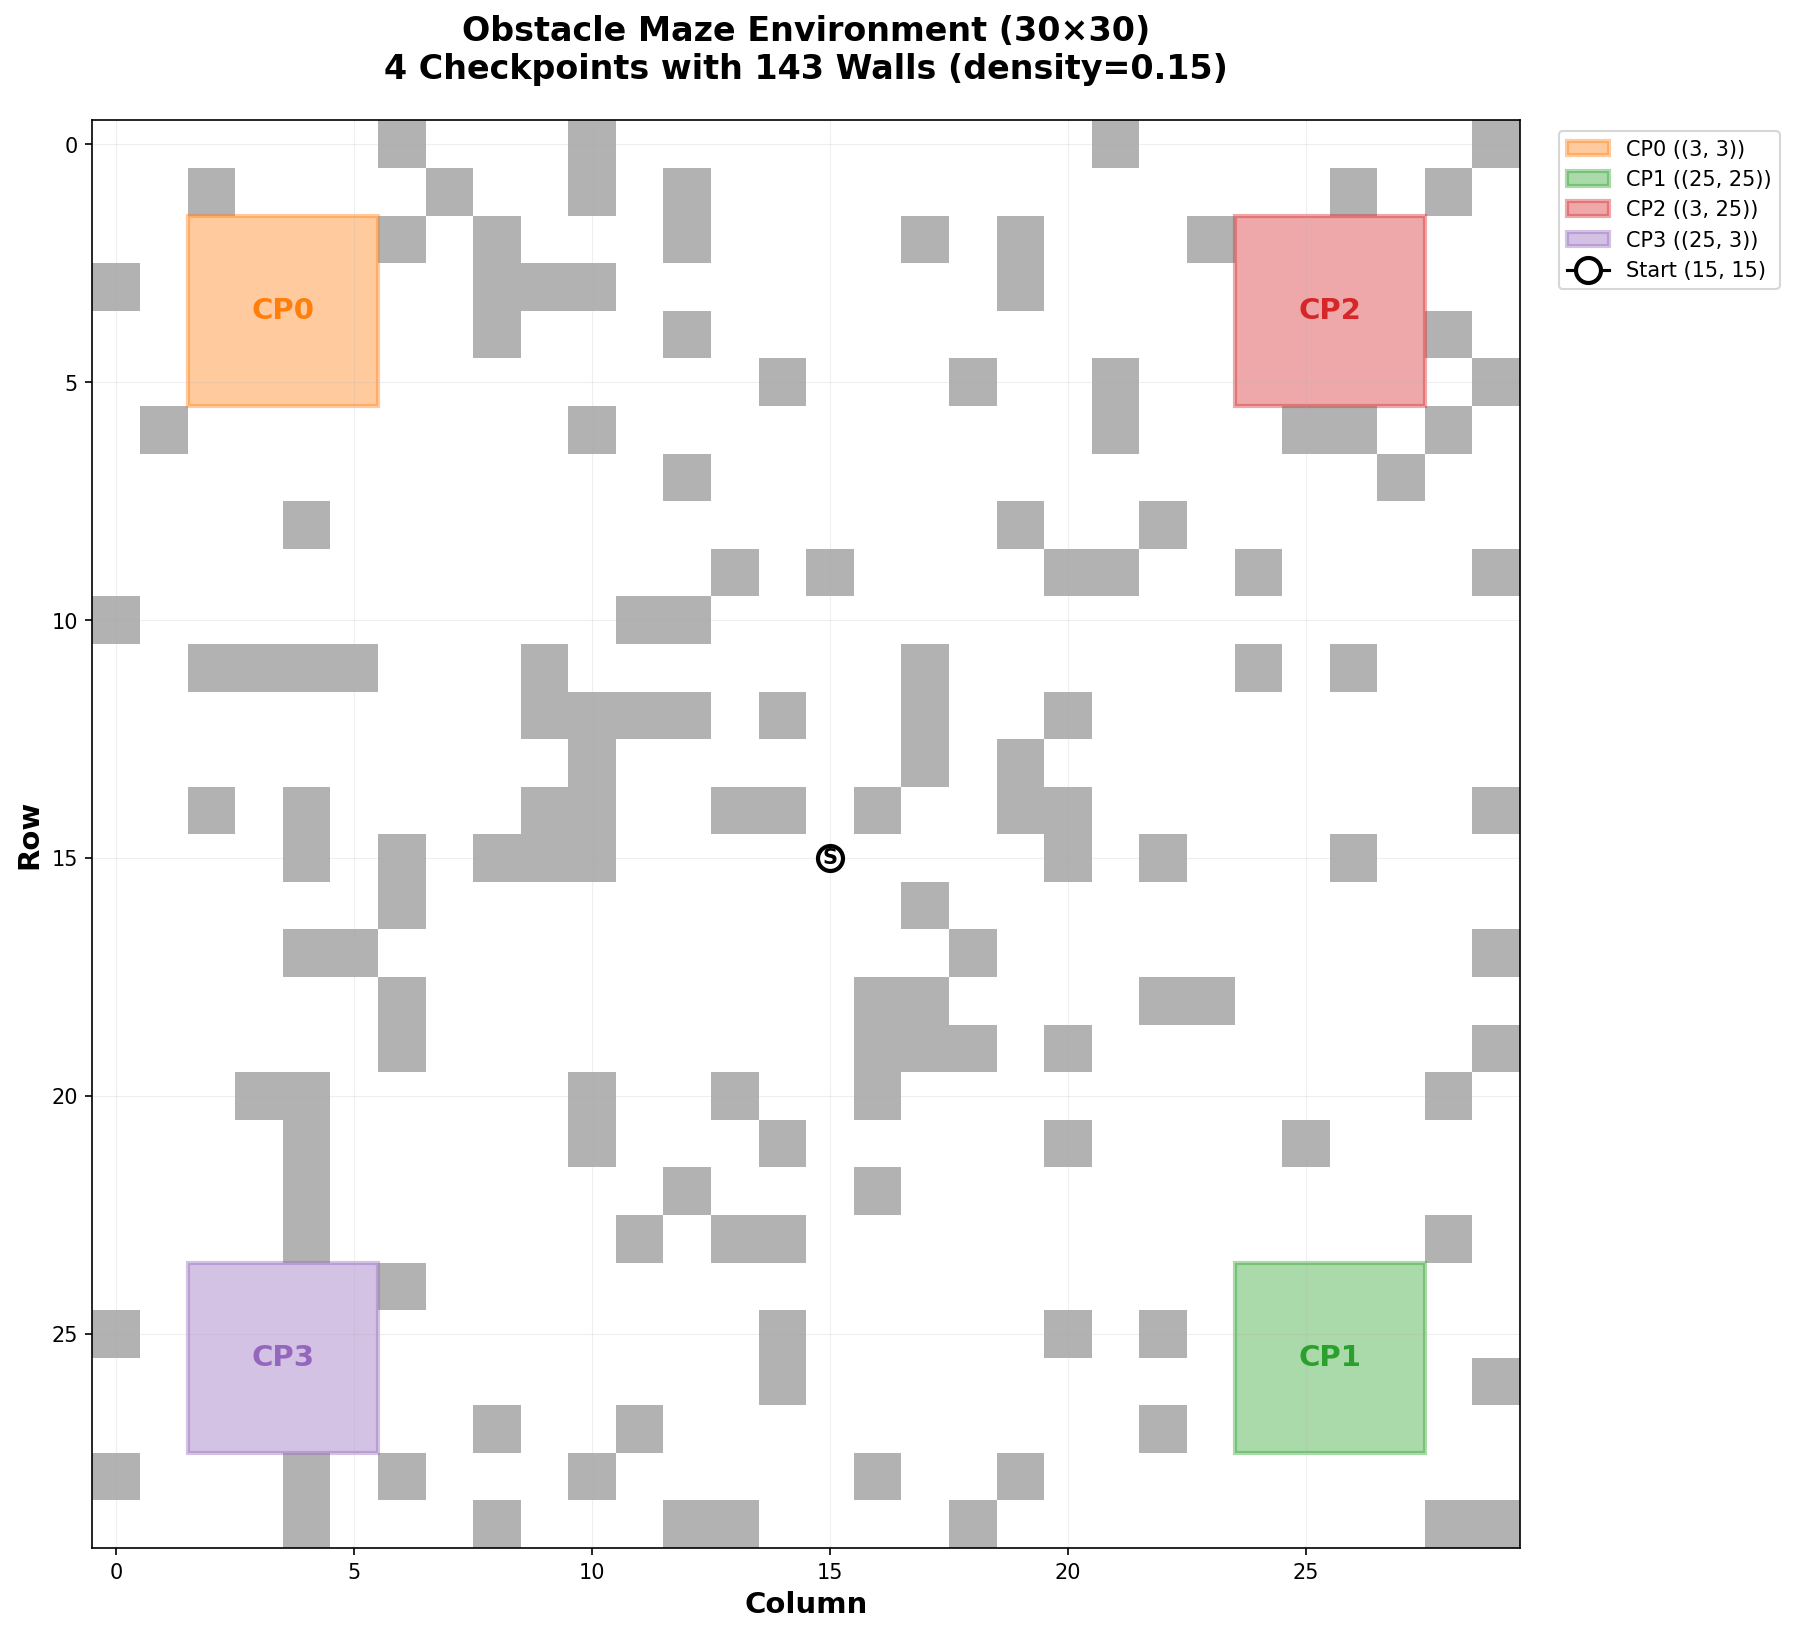 Obstacle Maze Environment (30×30)
4 Checkpoints with 143 Walls (density=0.15)
CP0 ((3, 3))
CP1 ((25, 25))
CP2 ((3, 25))
CP3 ((25, 3))
Start (15, 15)
CP0
CP2
S
CP3
CP1
Row
0
5
10
15
20
25
0
5
10
15
20
25
Column